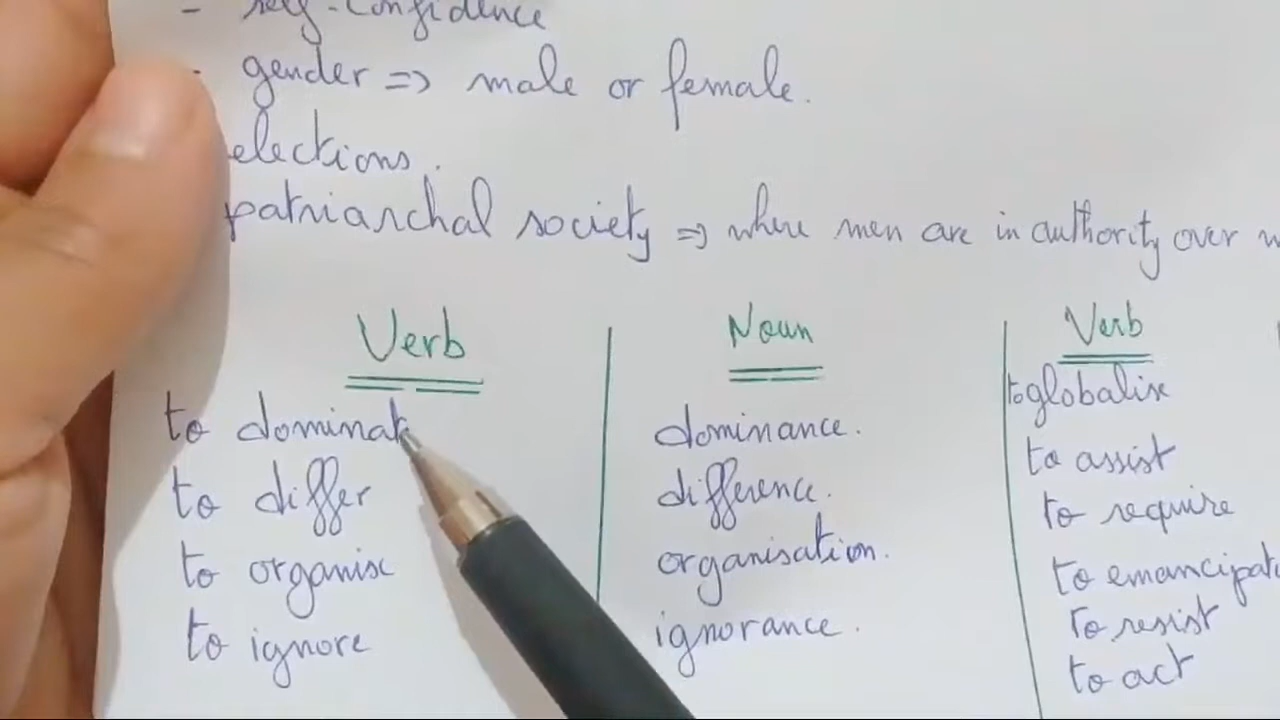 - self-confidence
- gender => male or female.
elections.
patriarchal society => where men are in authority over
Verb Noun Verb
to globalise
to dominate dominance. to assist
to differ difference. to require
to organise organisation. to emancipate
to ignore ignorance. to resist
to act